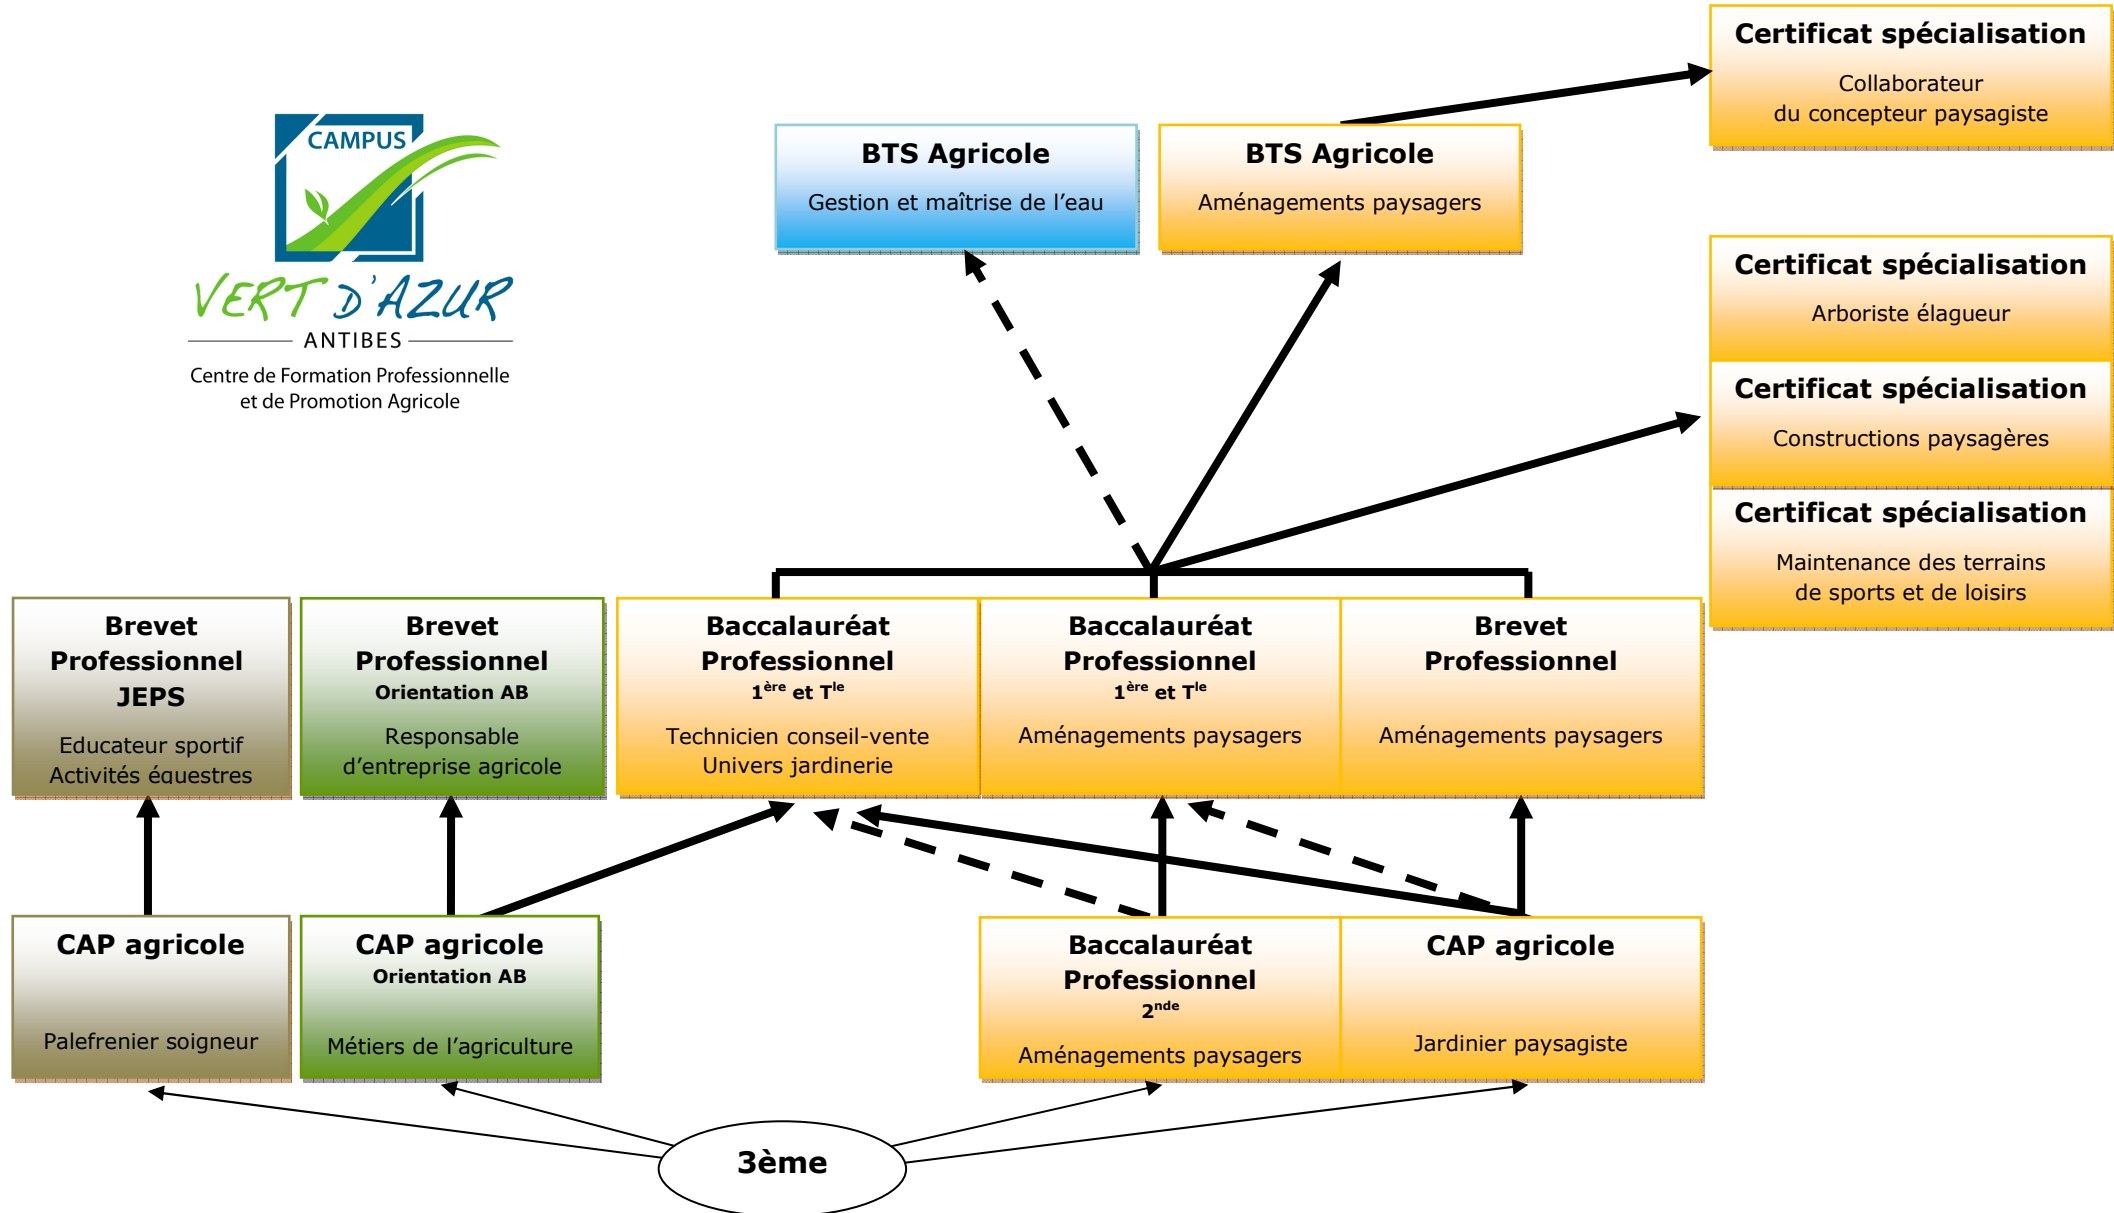 Certificat spécialisation
Collaborateur
du concepteur paysagiste
CAMPUS
VERT D'AZUR
ANTIBES
Centre de Formation Professionnelle
et de Promotion Agricole
BTS Agricole
Gestion et maîtrise de l'eau
BTS Agricole
Aménagements paysagers
Certificat spécialisation
Arboriste élagueur
Certificat spécialisation
Constructions paysagères
Certificat spécialisation
Maintenance des terrains
de sports et de loisirs
Brevet
Professionnel
JEPS
Educateur sportif
Activités équestres
Brevet
Professionnel
Orientation AB
Responsable
d'entreprise agricole
Baccalauréat
Professionnel
1ère et Tle
Technicien conseil-vente
Univers jardinerie
Baccalauréat
Professionnel
1ère et Tle
Aménagements paysagers
Brevet
Professionnel
Aménagements paysagers
CAP agricole
Palefrenier soigneur
CAP agricole
Orientation AB
Métiers de l'agriculture
Baccalauréat
Professionnel
2nde
Aménagements paysagers
CAP agricole
Jardinier paysagiste
3ème